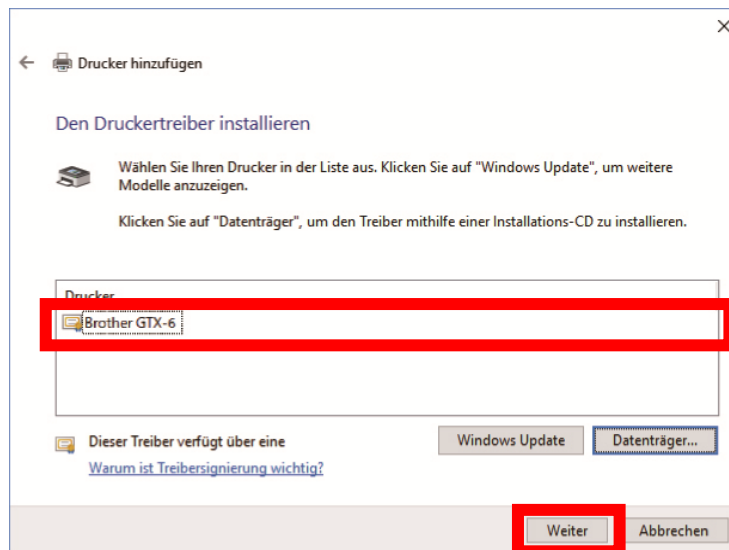 Drucker hinzufügen
Den Druckertreiber installieren
Wählen Sie Ihren Drucker in der Liste aus. Klicken Sie auf "Windows Update", um weitere
Modelle anzuzeigen.
Klicken Sie auf "Datenträger", um den Treiber mithilfe einer Installations-CD zu installieren.
Drucker
Brother GTX-6
Dieser Treiber verfügt über eine
Warum ist Treibersignierung wichtig?
Windows Update
Datenträger...
Weiter
Abbrechen